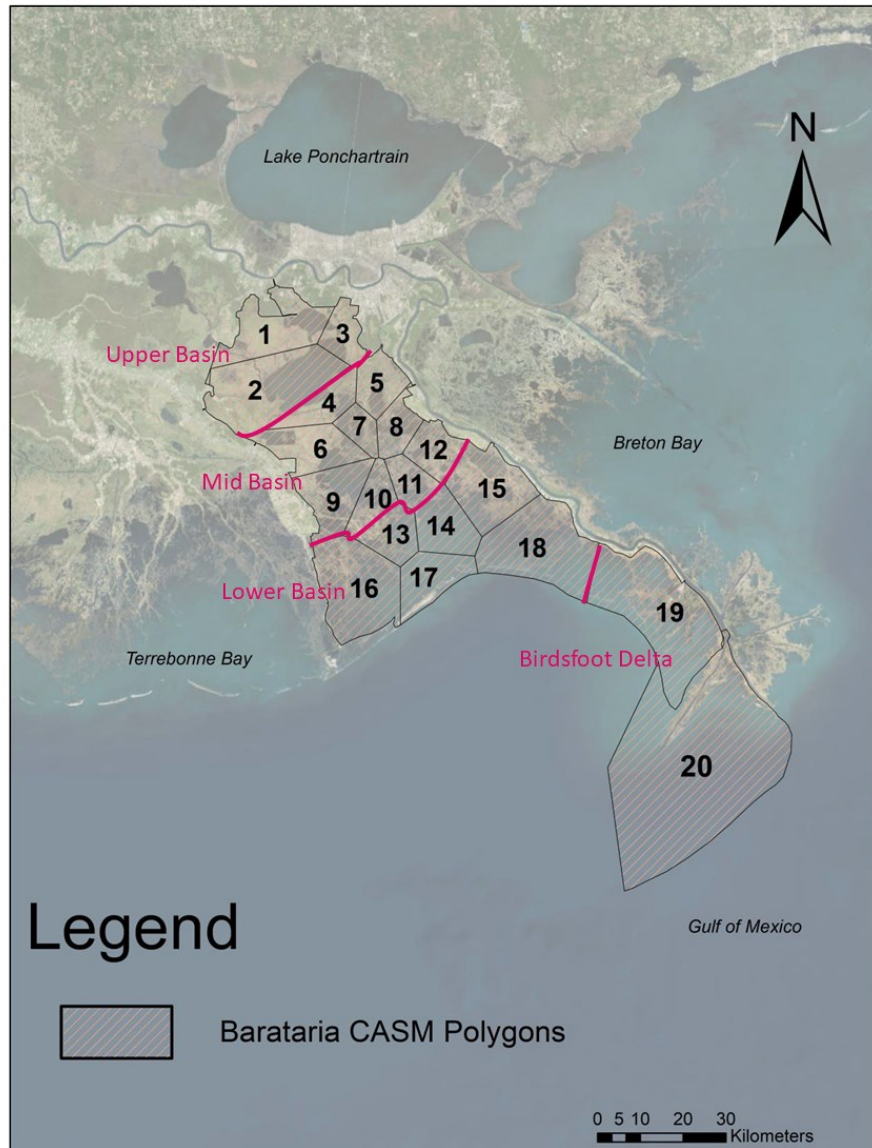 N
Lake Ponchartrain
1
3
Upper Basin
2
5
4
7
8
6
12
Breton Bay
Mid Basin
11
15
9
10
13
14
18
Lower Basin
16
17
19
Terrebonne Bay
Birdsfoot Delta
20
Legend
Gulf of Mexico
Barataria CASM Polygons
0 5 10 20 30
Kilometers